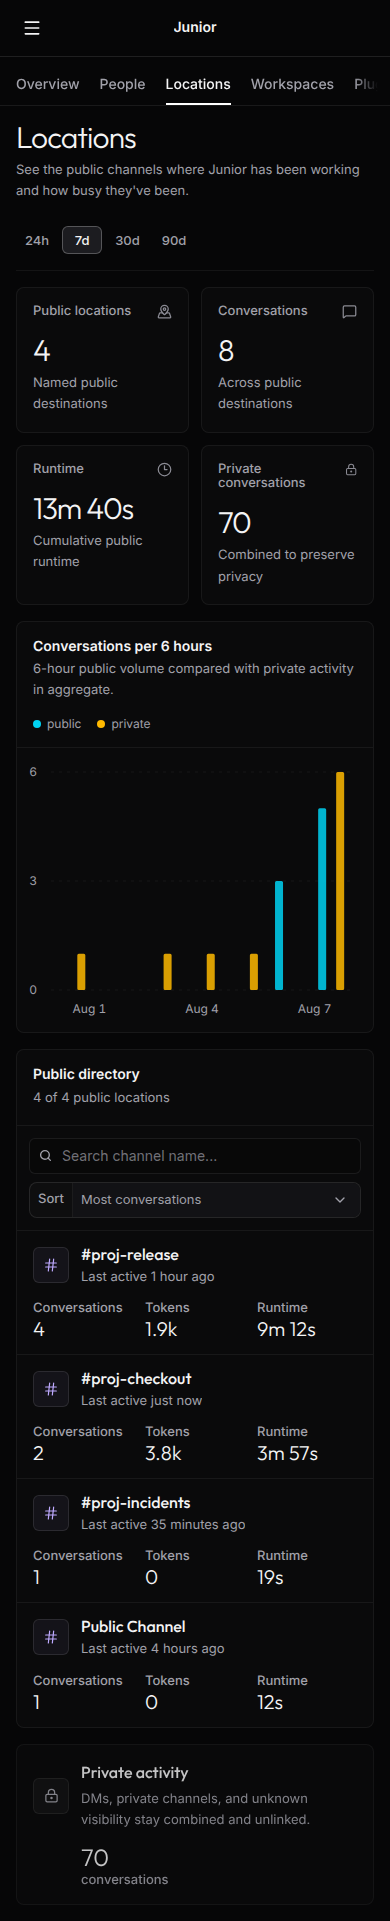 Junior
Overview People Locations Workspaces
Locations
See the public channels where Junior has been working
and how busy they've been.
24h 7d 30d 90d
Public locations
4
Named public
destinations
Conversations
8
Across public
destinations
Runtime
13m 40s
Cumulative public
runtime
Private
conversations
70
Combined to preserve
privacy
Conversations per 6 hours
6-hour public volume compared with private activity
in aggregate.
public private
6
3
0
Aug 1 Aug 4 Aug 7
Public directory
4 of 4 public locations
Search channel name...
Sort Most conversations
#proj-release
Last active 1 hour ago
Conversations Tokens Runtime
4 1.9k 9m 12s
#proj-checkout
Last active just now
Conversations Tokens Runtime
2 3.8k 3m 57s
#proj-incidents
Last active 35 minutes ago
Conversations Tokens Runtime
1 0 19s
# Public Channel
Last active 4 hours ago
Conversations Tokens Runtime
1 0 12s
Private activity
DMs, private channels, and unknown
visibility stay combined and unlinked.
70
conversations